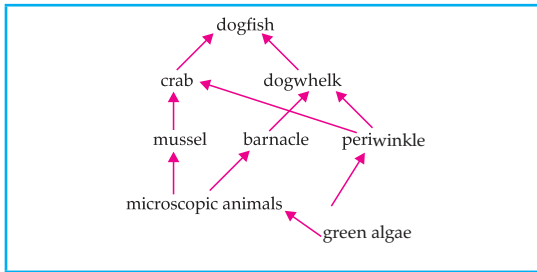 dogfish
crab dogwhelk
mussel barnacle periwinkle
microscopic animals
green algae